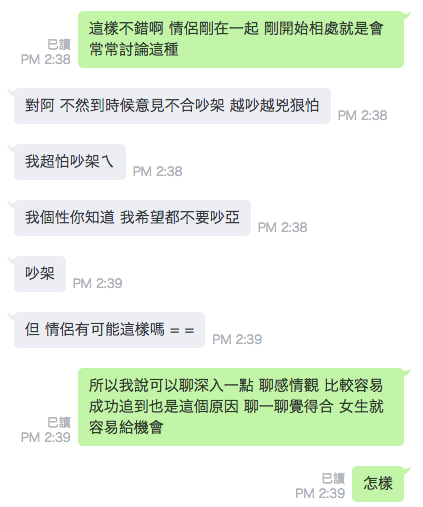 這樣不錯啊 情侶剛在一起 剛開始相處就是會
常常討論這種
已讀
PM 2:38
對阿 不然到時候意見不合吵架 越吵越兇狠怕
PM 2:38
我超怕吵架ㄟ
PM 2:38
我個性你知道 我希望都不要吵亞
PM 2:38
吵架
PM 2:39
但 情侶有可能這樣嗎 = =
PM 2:39
所以我說可以聊深入一點 聊感情觀 比較容易
成功追到也是這個原因 聊一聊覺得合 女生就
容易給機會
已讀
PM 2:39
怎樣
已讀
PM 2:39